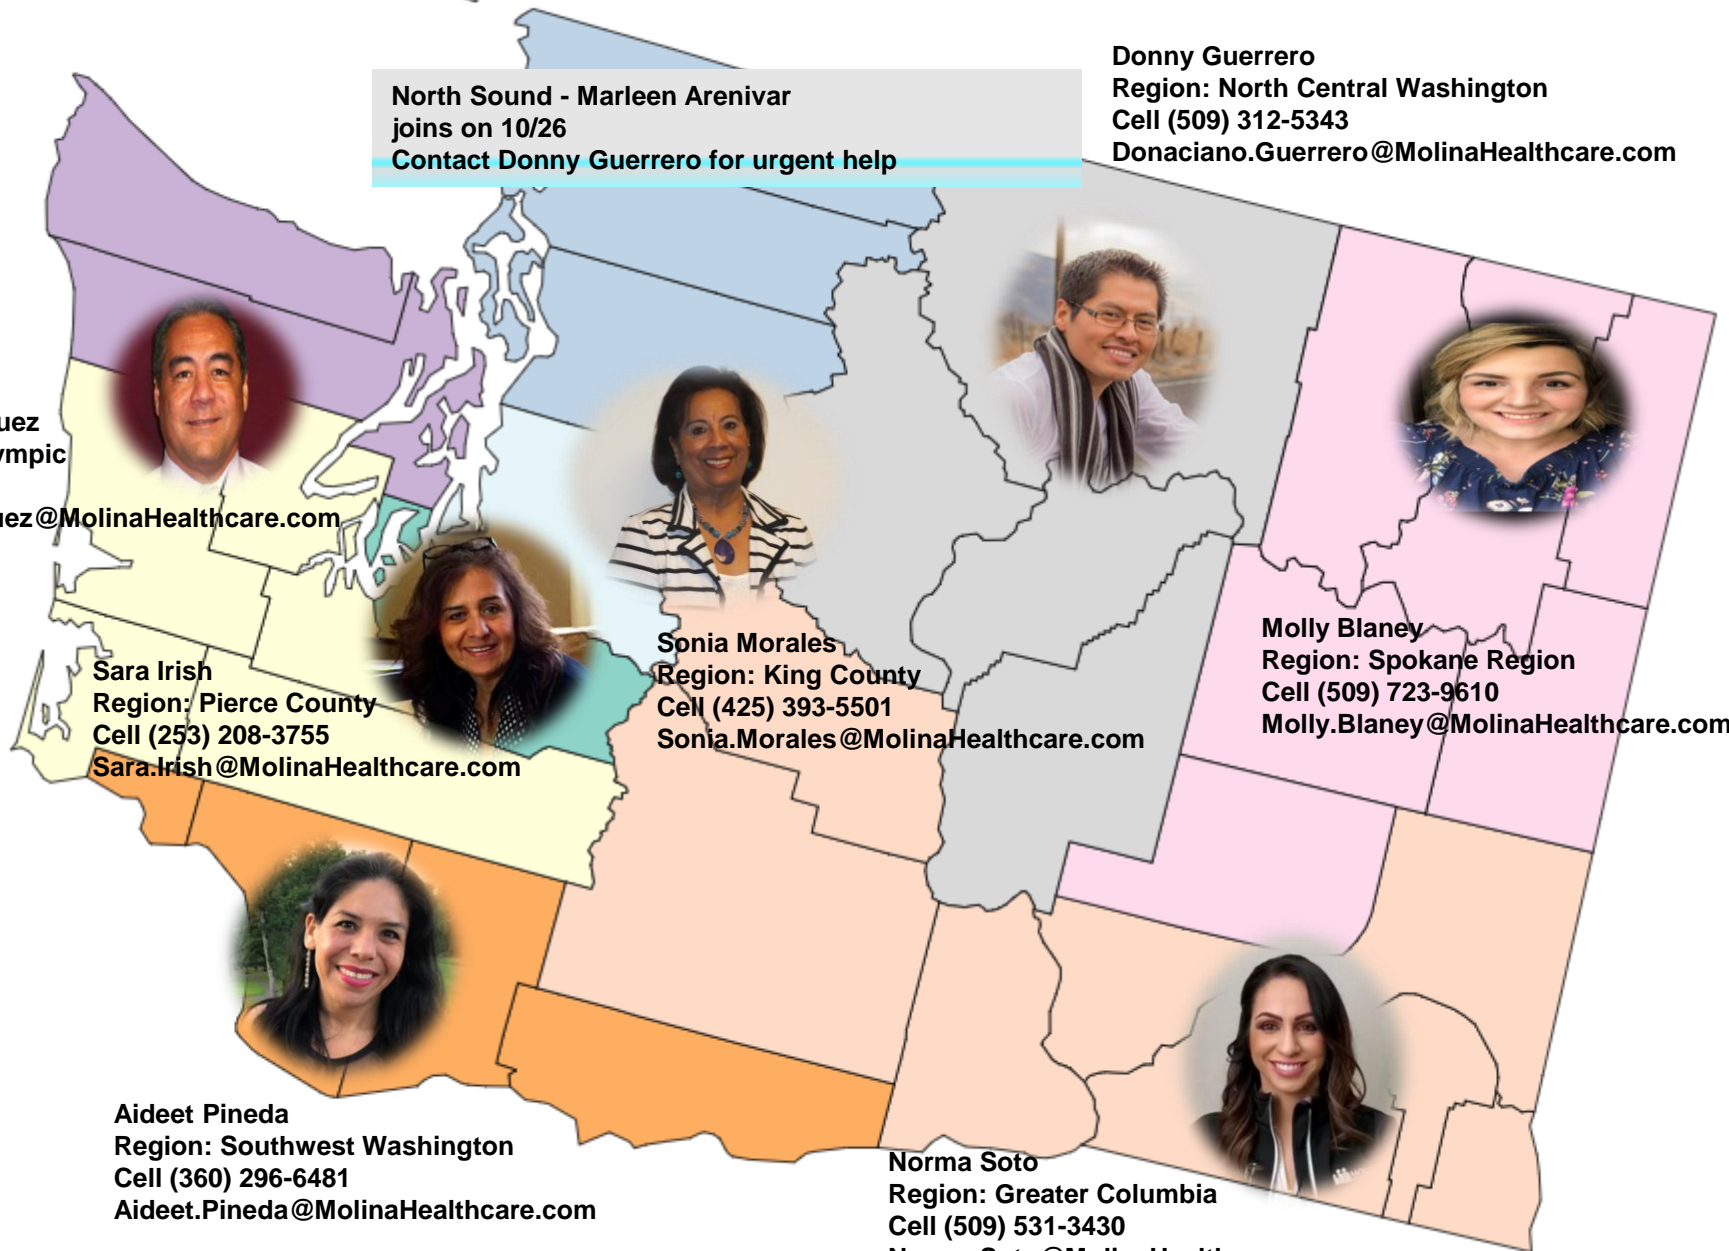 North Sound - Marleen Arenivar
joins on 10/26
Contact Donny Guerrero for urgent help
Donny Guerrero
Region: North Central Washington
Cell (509) 312-5343
Donaciano.Guerrero@MolinaHealthcare.com
uez
ympic
uez@MolinaHealthcare.com
Sara Irish
Region: Pierce County
Cell (253) 208-3755
Sara.Irish@MolinaHealthcare.com
Sonia Morales
Region: King County
Cell (425) 393-5501
Sonia.Morales@MolinaHealthcare.com
Molly Blaney
Region: Spokane Region
Cell (509) 723-9610
Molly.Blaney@MolinaHealthcare.com
Aideet Pineda
Region: Southwest Washington
Cell (360) 296-6481
Aideet.Pineda@MolinaHealthcare.com
Norma Soto
Region: Greater Columbia
Cell (509) 531-3430